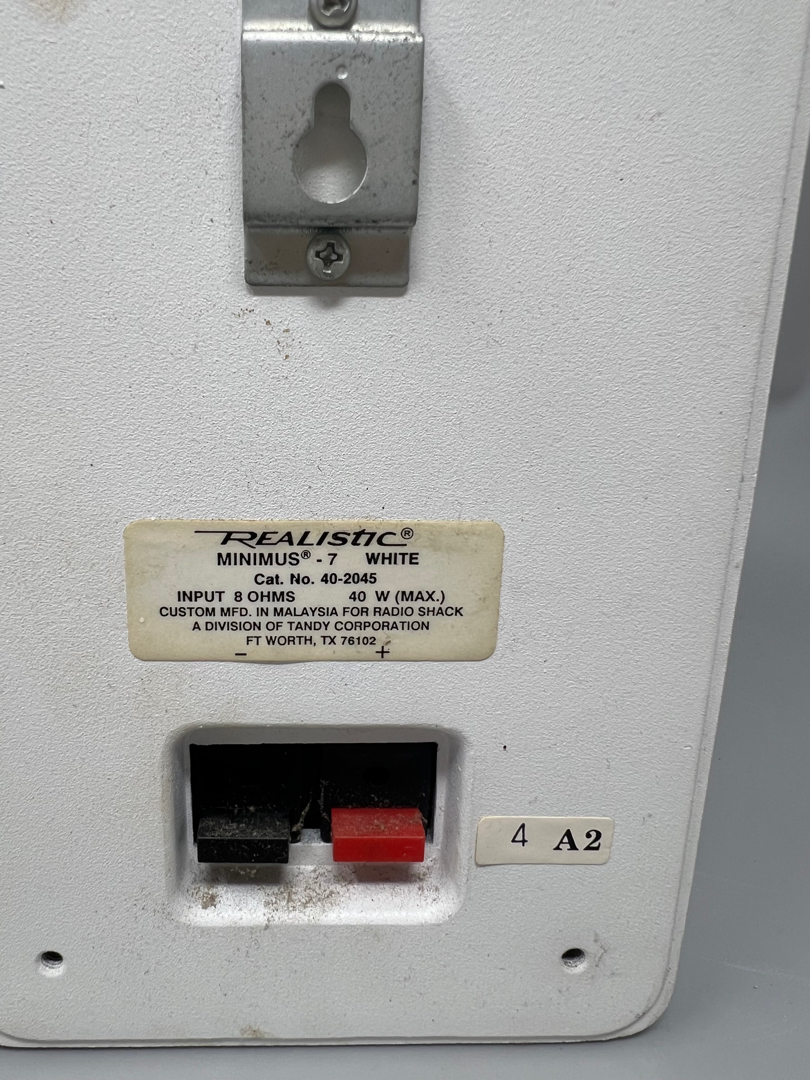 REALISTIC®
MINIMUS® - 7 WHITE
Cat. No. 40-2045
INPUT 8 OHMS 40 W (MAX.)
CUSTOM MFD. IN MALAYSIA FOR RADIO SHACK
A DIVISION OF TANDY CORPORATION
FT WORTH, TX 76102
− +
4 A2